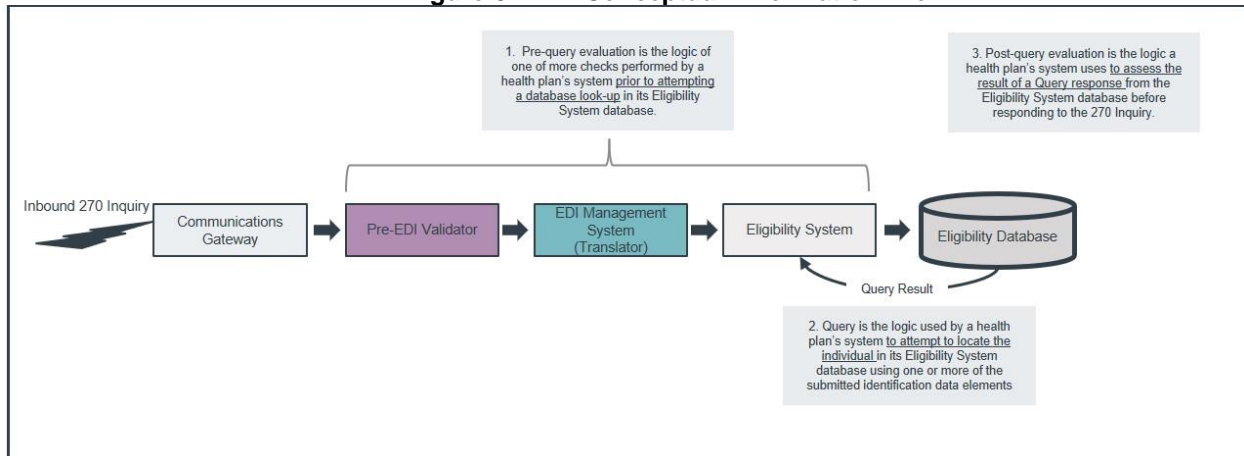 1. Pre-query evaluation is the logic of
one of more checks performed by a
health plan's system prior to attempting
a database look-up in its Eligibility
System database.
3. Post-query evaluation is the logic a
health plan's system uses to assess the
result of a Query response from the
Eligibility System database before
responding to the 270 Inquiry.
Inbound 270 Inquiry
Communications
Gateway
Pre-EDI Validator
EDI Management
System
(Translator)
Eligibility System
Eligibility Database
Query Result
2. Query is the logic used by a health
plan's system to attempt to locate the
individual in its Eligibility System
database using one or more of the
submitted identification data elements